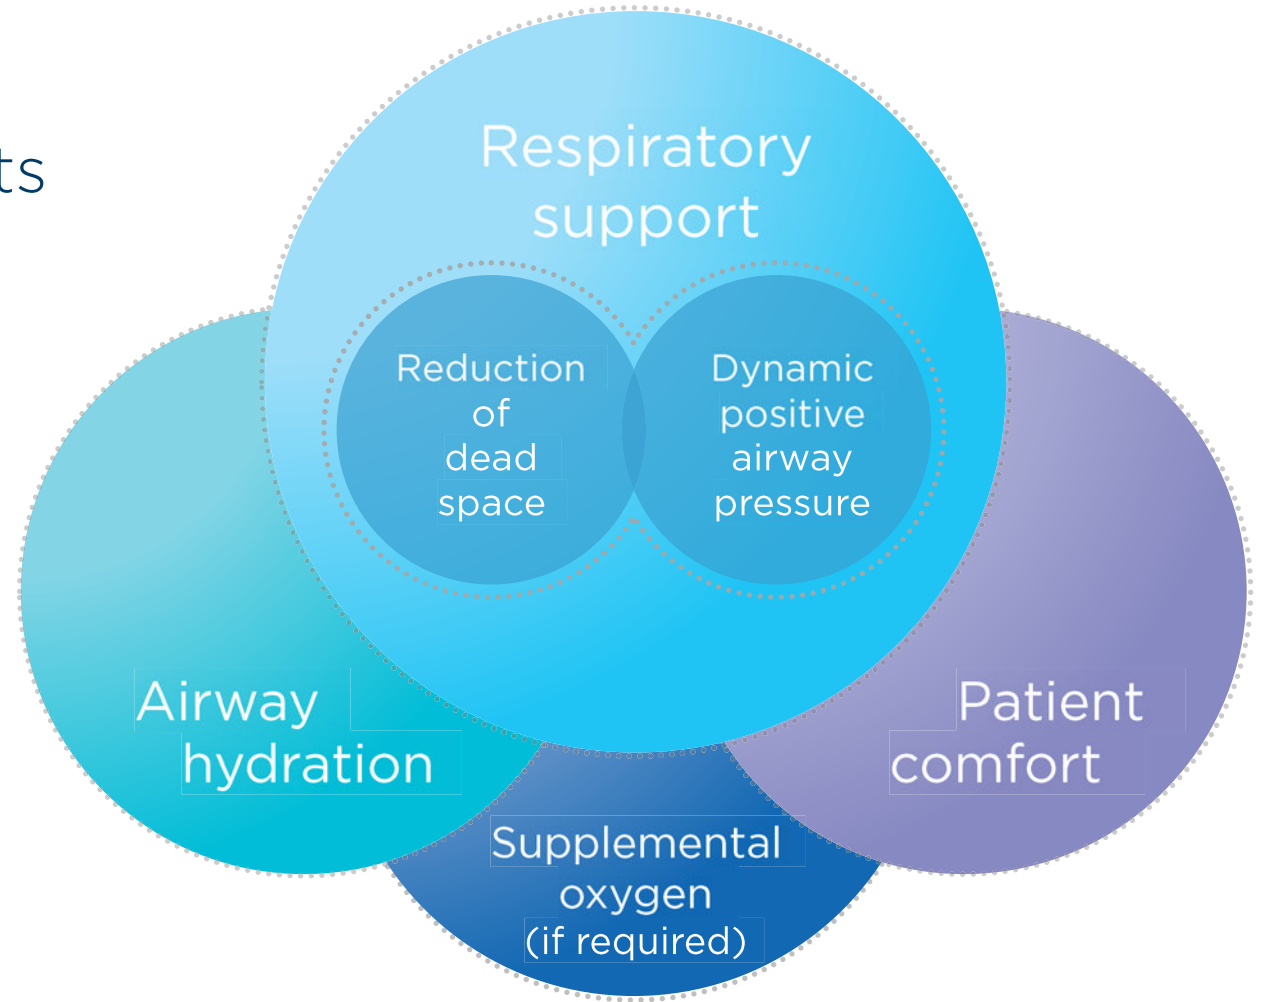 ts
Respiratory
support
Reduction
of
dead
space
Dynamic
positive
airway
pressure
Airway
hydration
Patient
comfort
Supplemental
oxygen
(if required)